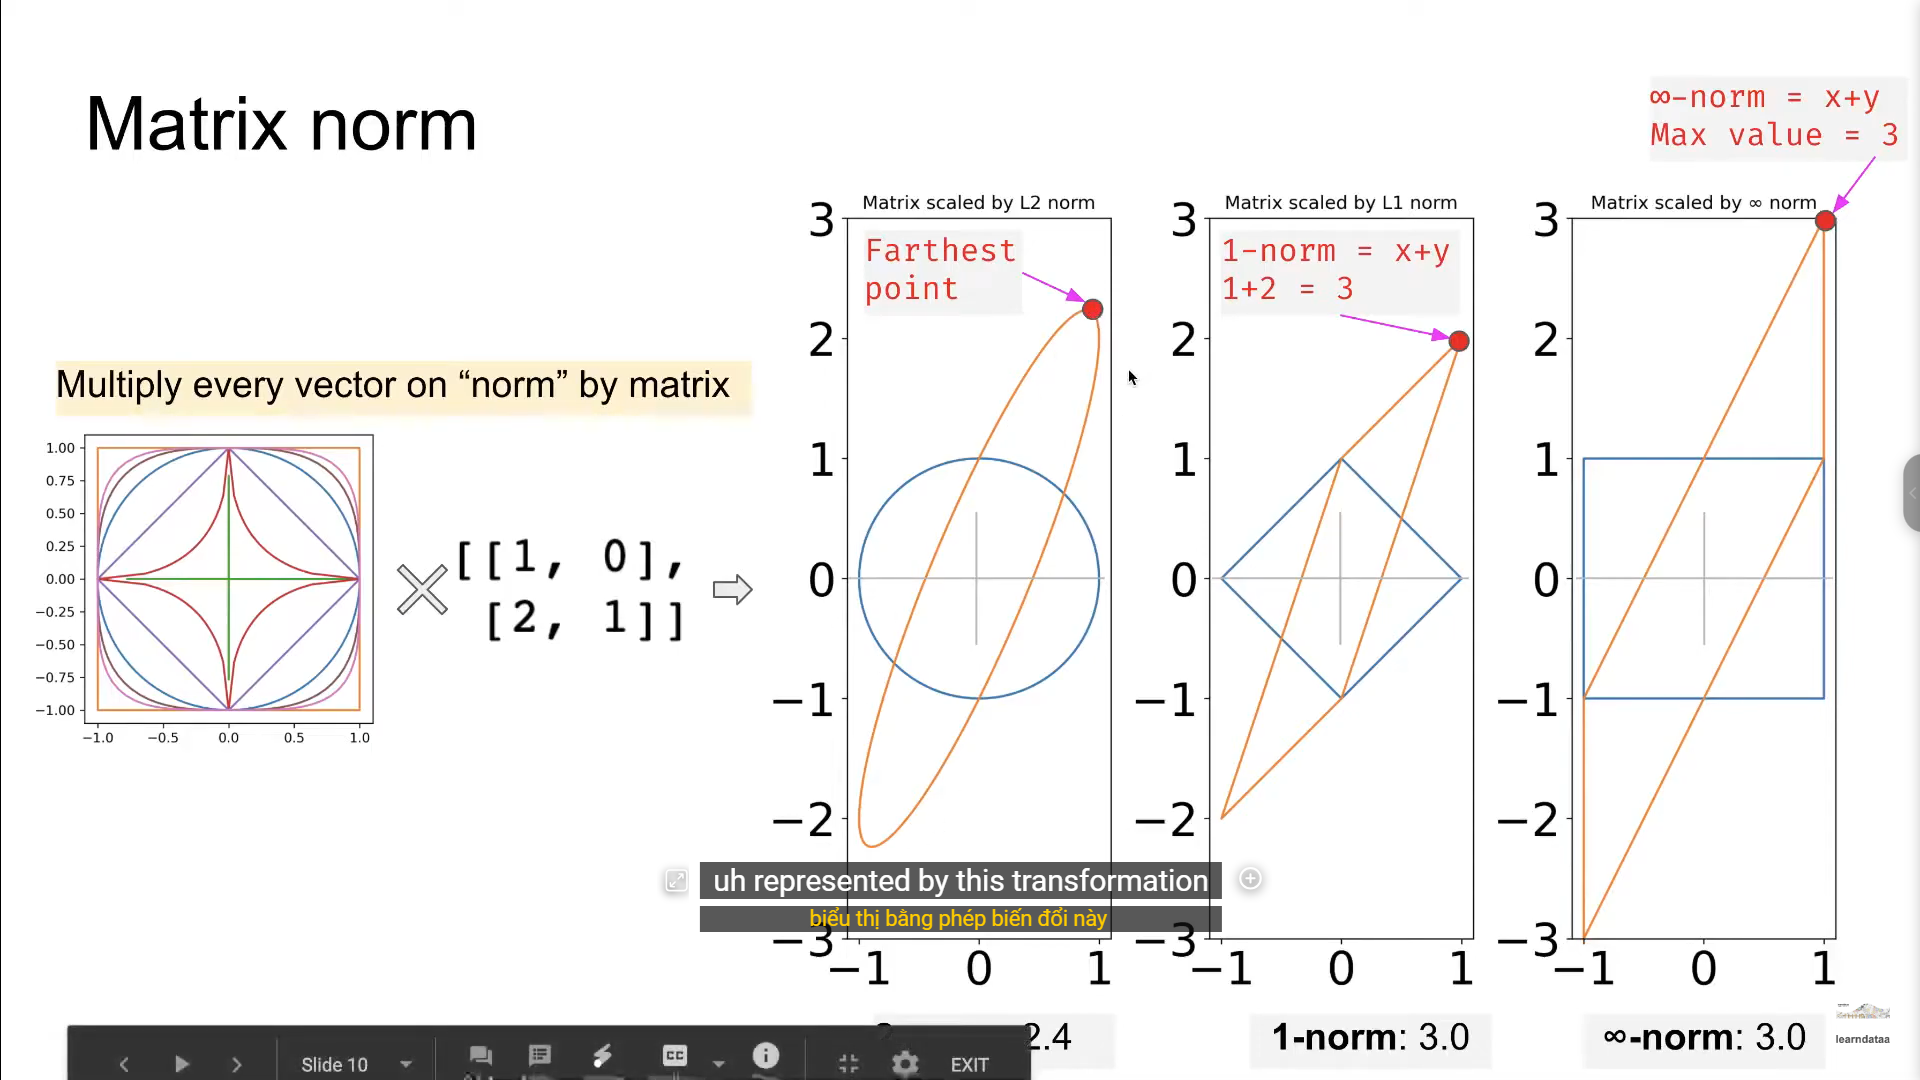 Matrix norm
∞-norm = x+y
Max value = 3
Multiply every vector on “norm” by matrix
1.00
0.75
0.50
0.25
0.00
−0.25
−0.50
−0.75
−1.00
−1.0 −0.5 0.0 0.5 1.0
[[1, 0],
[2, 1]]
Matrix scaled by L2 norm
Farthest
point
3
2
1
0
−1
−2
−3
−1 0 1
Matrix scaled by L1 norm
1-norm = x+y
1+2 = 3
3
2
1
0
−1
−2
−3
−1 0 1
Matrix scaled by ∞ norm
3
2
1
0
−1
−2
−3
−1 0 1
uh represented by this transformation
biểu thị bằng phép biến đổi này
2.4
1-norm: 3.0
∞-norm: 3.0
learndataa
Slide 10
CC
EXIT